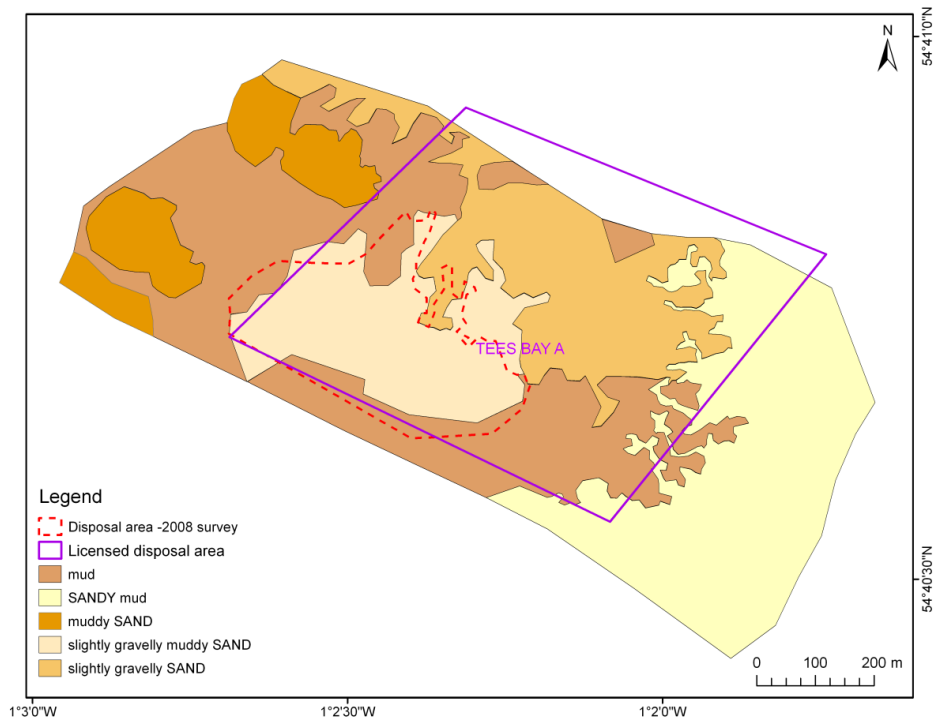 54°41'0"N
N
TEES BAY A
Legend
Disposal area -2008 survey
Licensed disposal area
mud
SANDY mud
muddy SAND
slightly gravelly muddy SAND
slightly gravelly SAND
54°40'30"N
0 100 200 m
1°3'0"W 1°2'30"W 1°2'0"W